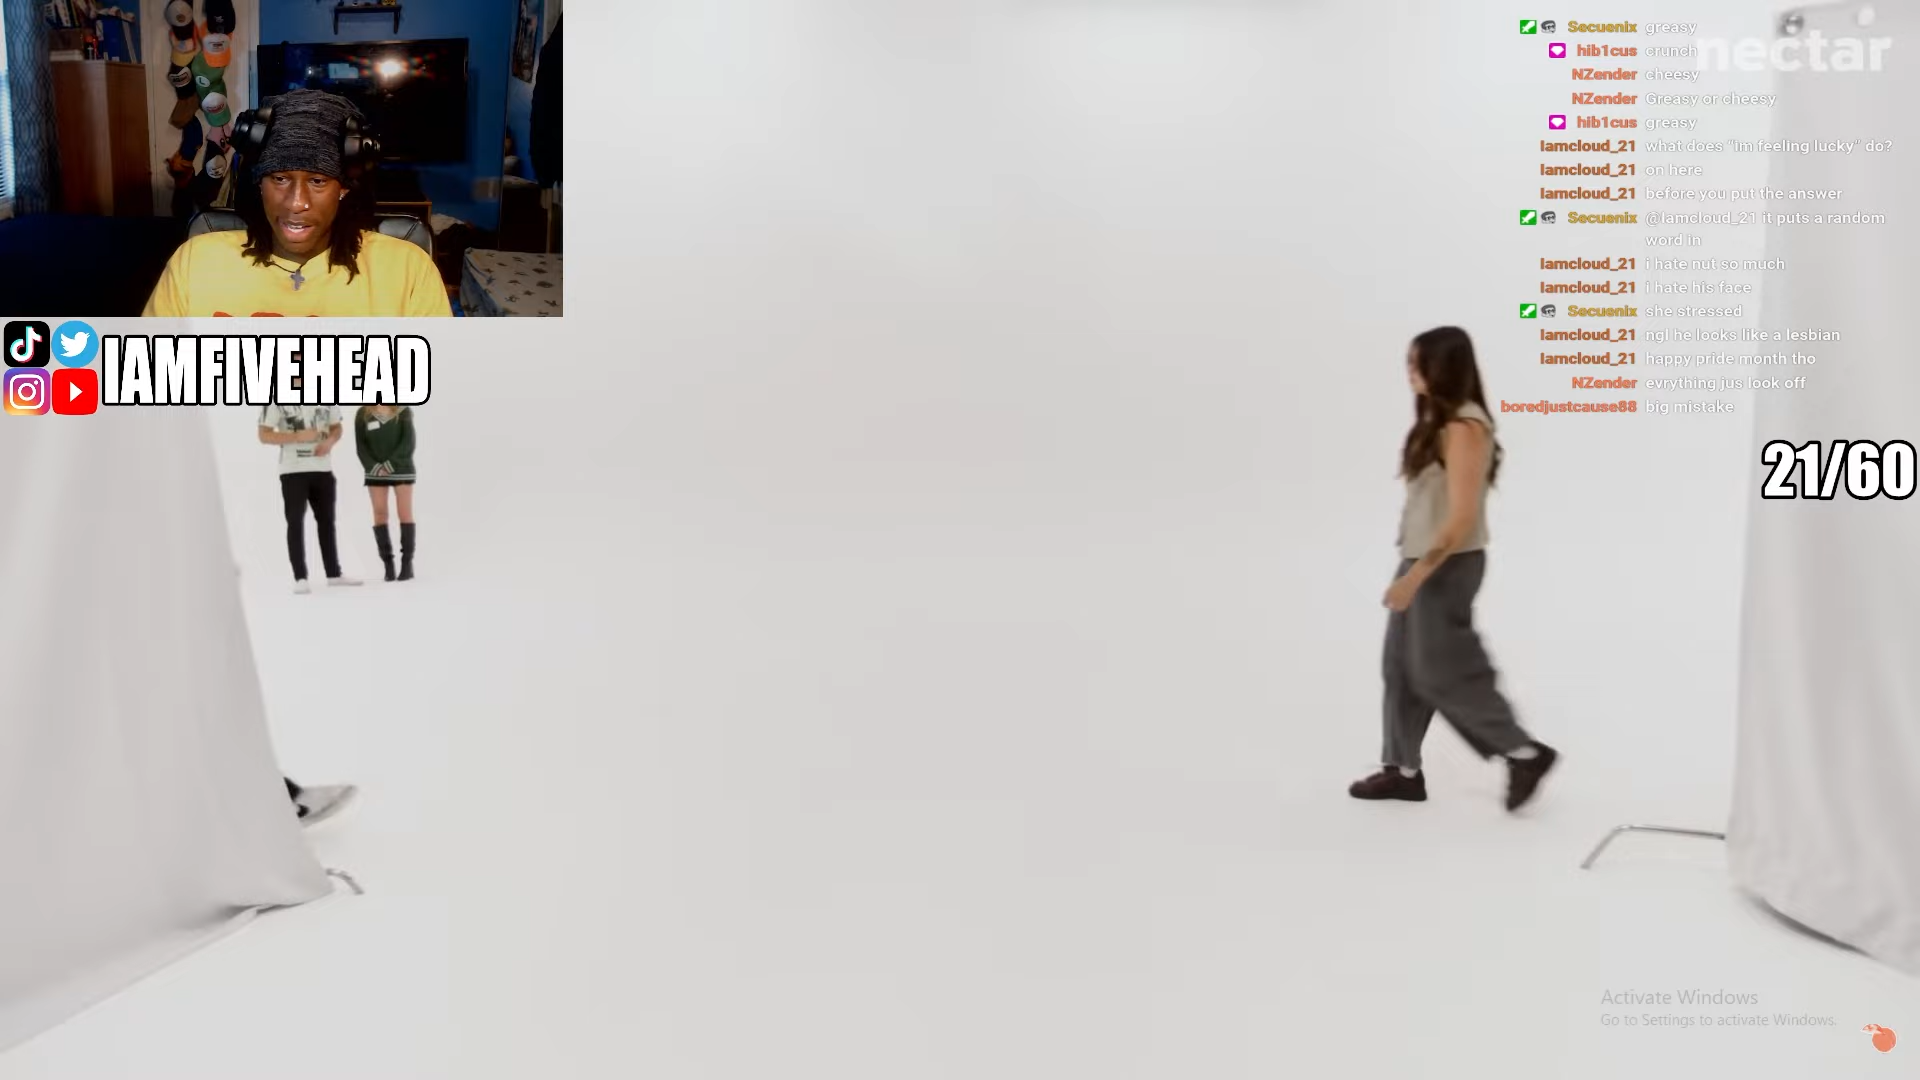 Secuenix greasy
hib1cus crunch
nectar
NZender cheesy
NZender Greasy or cheesy
hib1cus greasy
Iamcloud_21 what does "im feeling lucky" do?
Iamcloud_21 on here
Iamcloud_21 before you put the answer
Secuenix @Iamcloud_21 it puts a random
word in
Iamcloud_21 i hate nut so much
Iamcloud_21 i hate his face
Secuenix she stressed
Iamcloud_21 ngl he looks like a lesbian
Iamcloud_21 happy pride month tho
NZender evrything jus look off
boredjustcause88 big mistake
IAMFIVEHEAD
21/60
Activate Windows
Go to Settings to activate Windows.